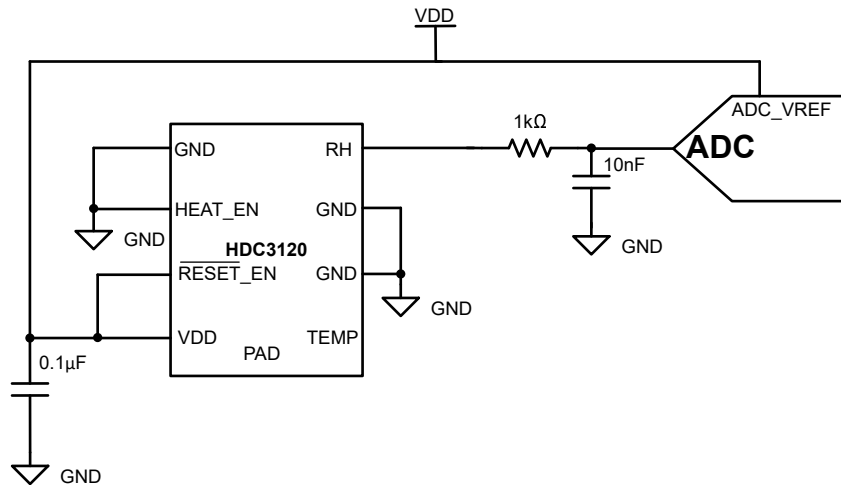 VDD
ADC_VREF
1kΩ
ADC
GND
RH
10nF
HEAT_EN
GND
GND
HDC3120
GND
RESET_EN
GND
GND
VDD
TEMP
0.1µF
PAD
GND